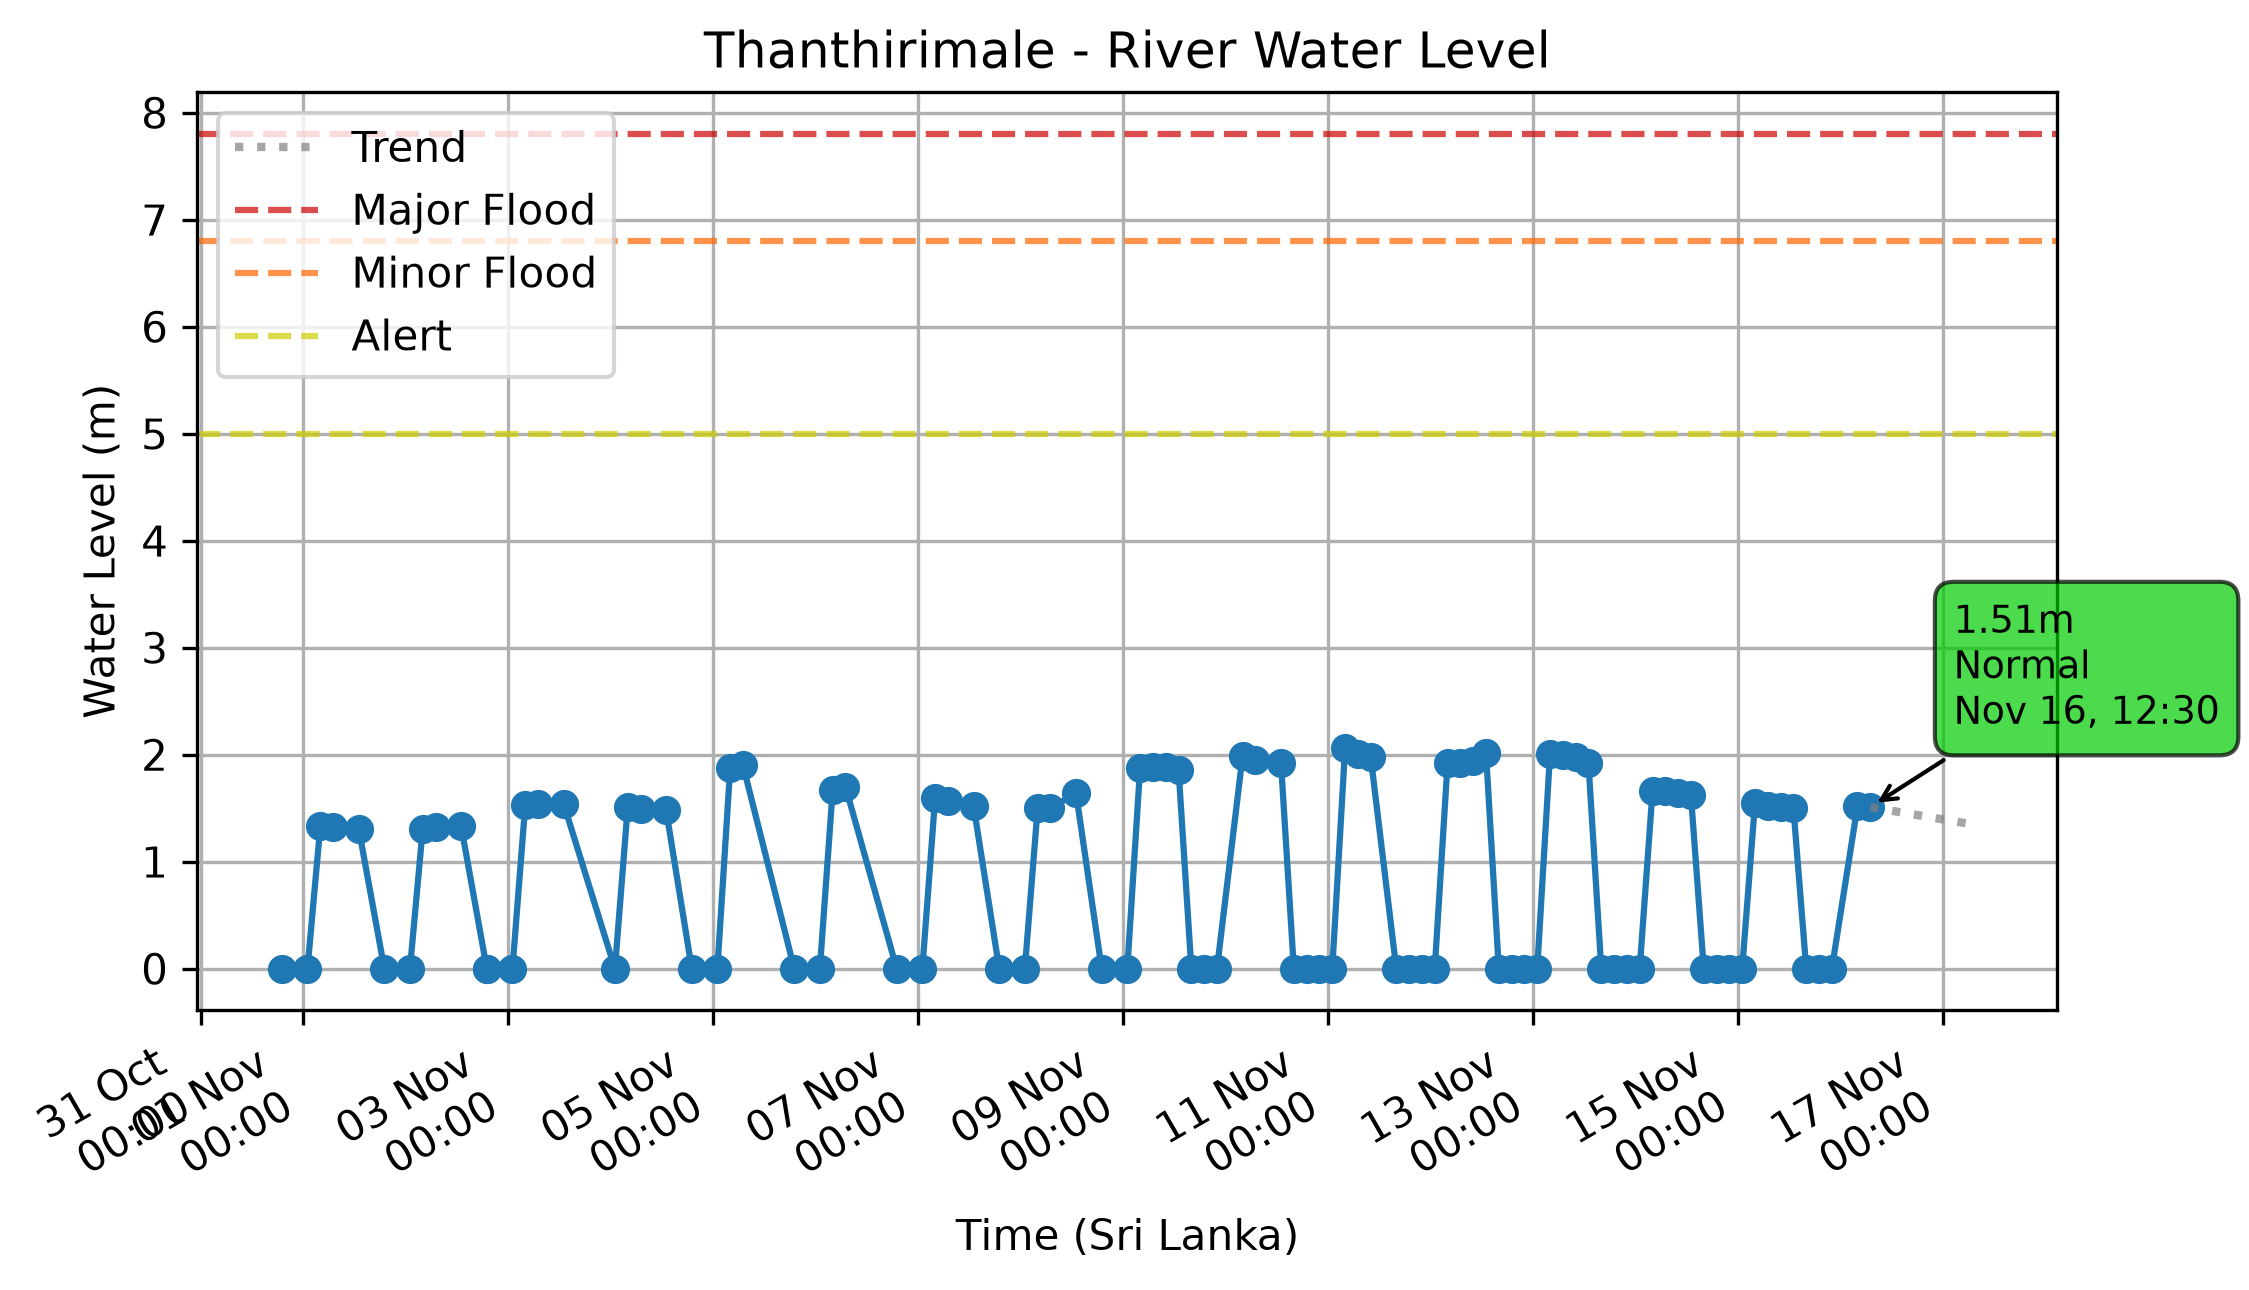 Thanthirimale - River Water Level
8
7
6
5
4
3
2
1
0
Water Level (m)
Trend
Major Flood
Minor Flood
Alert
1.51m
Normal
Nov 16, 12:30
31 Oct
00:00
01 Nov
00:00
03 Nov
00:00
05 Nov
00:00
07 Nov
00:00
09 Nov
00:00
11 Nov
00:00
13 Nov
00:00
15 Nov
00:00
17 Nov
00:00
Time (Sri Lanka)